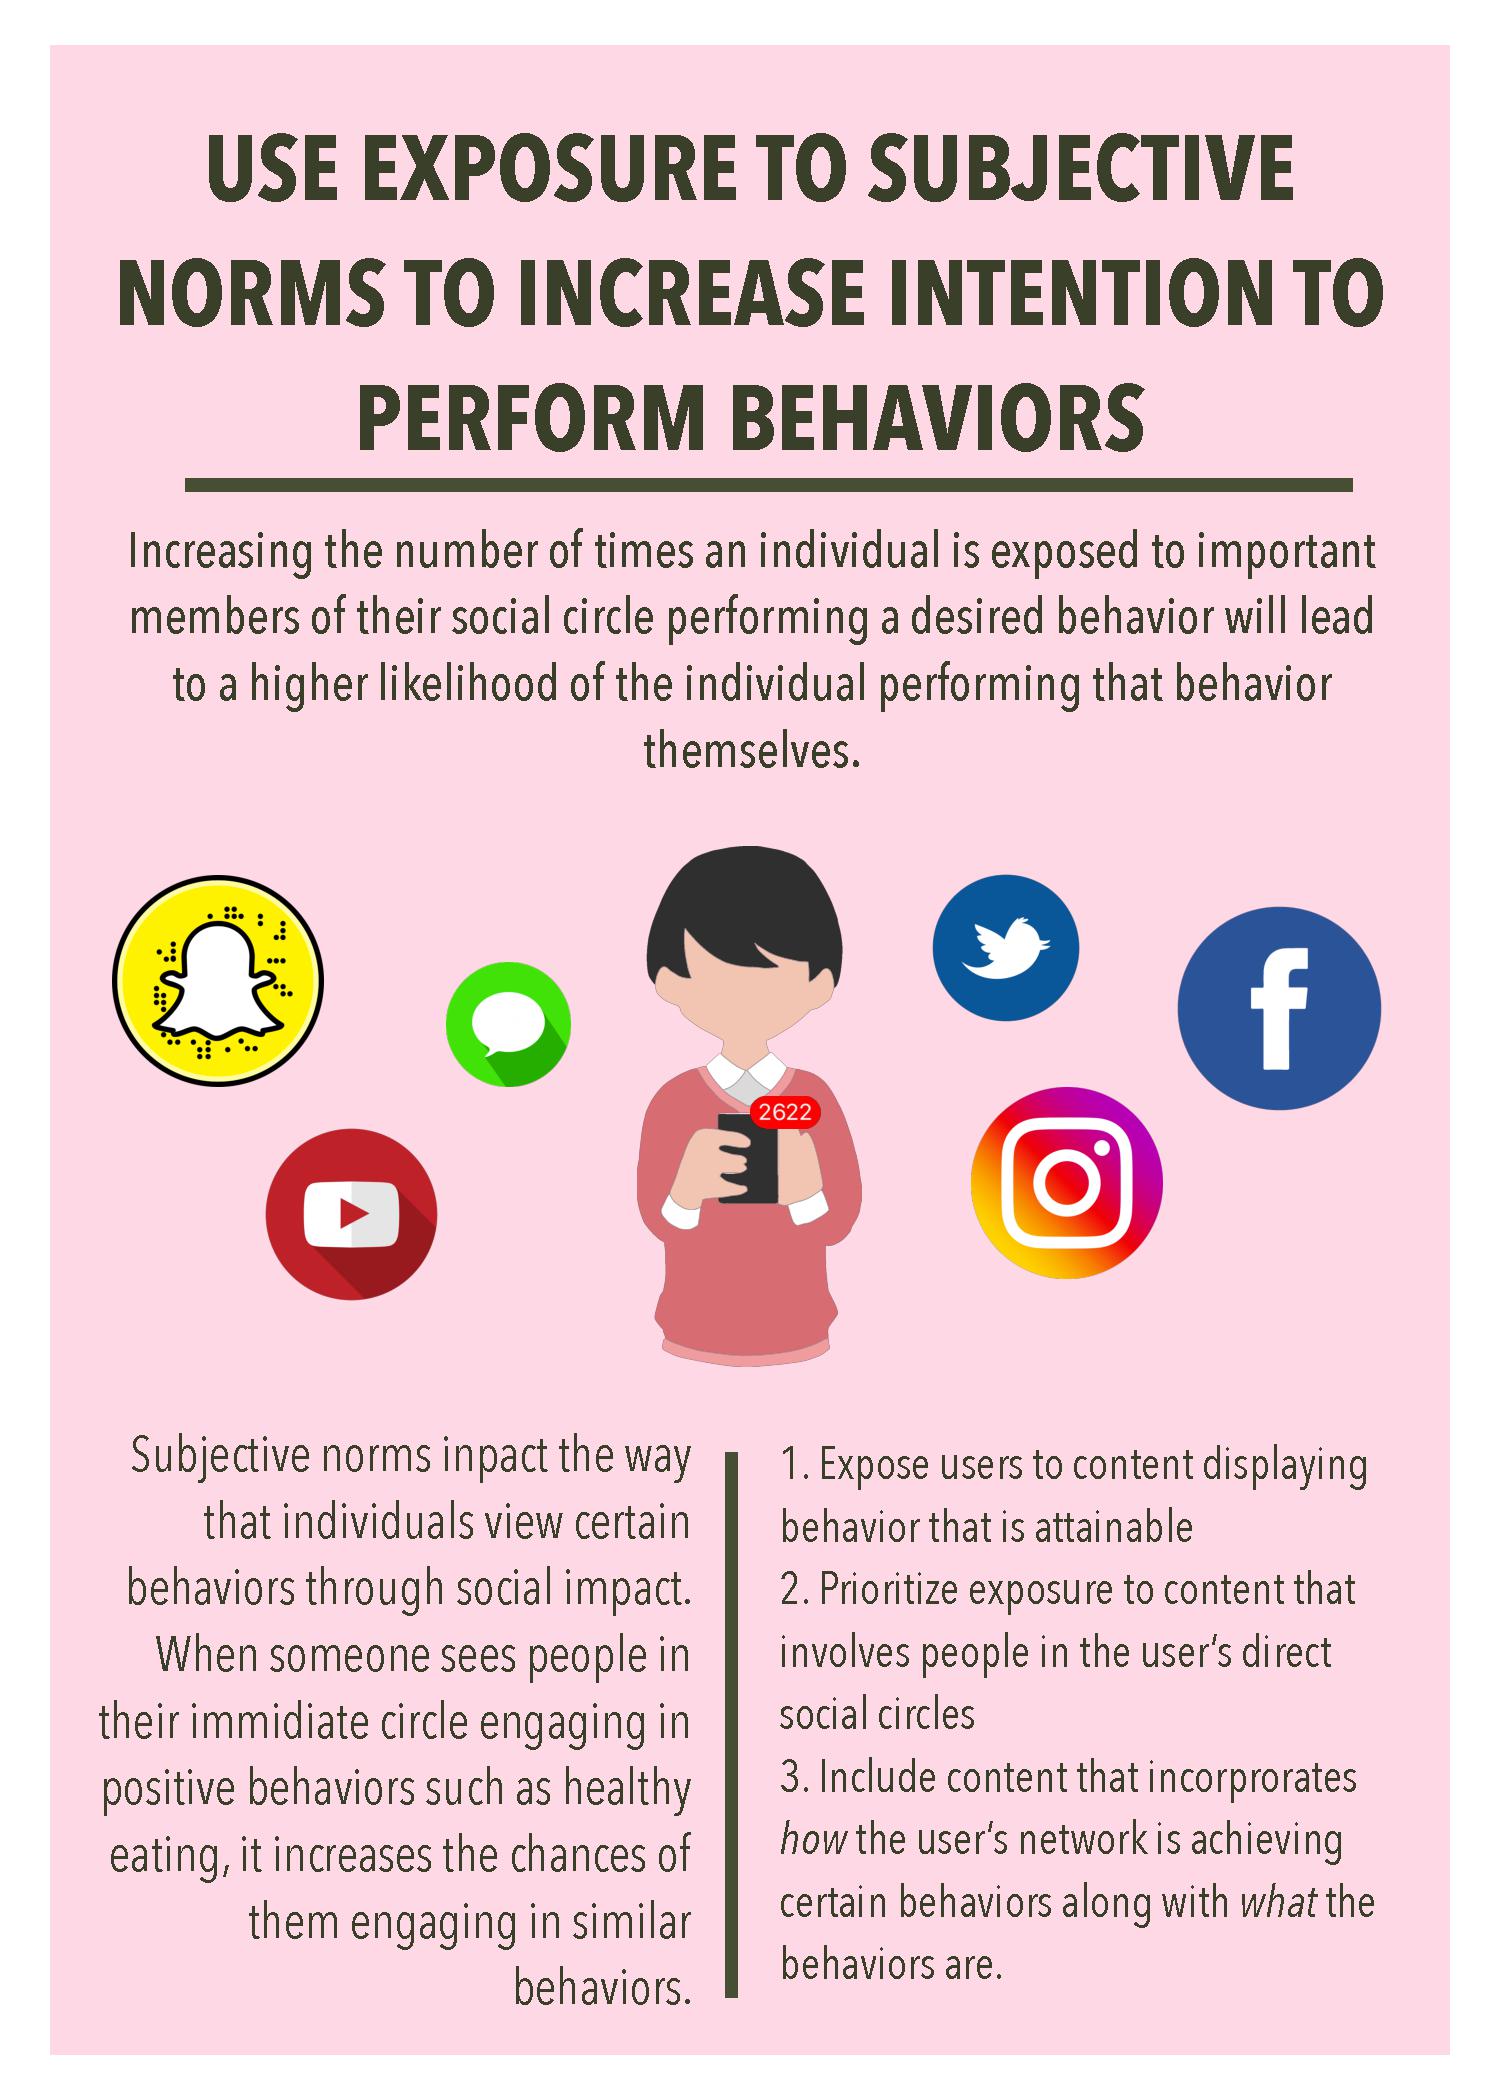 USE EXPOSURE TO SUBJECTIVE
NORMS TO INCREASE INTENTION TO
PERFORM BEHAVIORS
Increasing the number of times an individual is exposed to important
members of their social circle performing a desired behavior will lead
to a higher likelihood of the individual performing that behavior
themselves.
2622
Subjective norms inpact the way
that individuals view certain
behaviors through social impact.
When someone sees people in
their immidiate circle engaging in
positive behaviors such as healthy
eating, it increases the chances of
them engaging in similar
behaviors.
1. Expose users to content displaying
behavior that is attainable
2. Prioritize exposure to content that
involves people in the user’s direct
social circles
3. Include content that incorprorates
how the user’s network is achieving
certain behaviors along with what the
behaviors are.